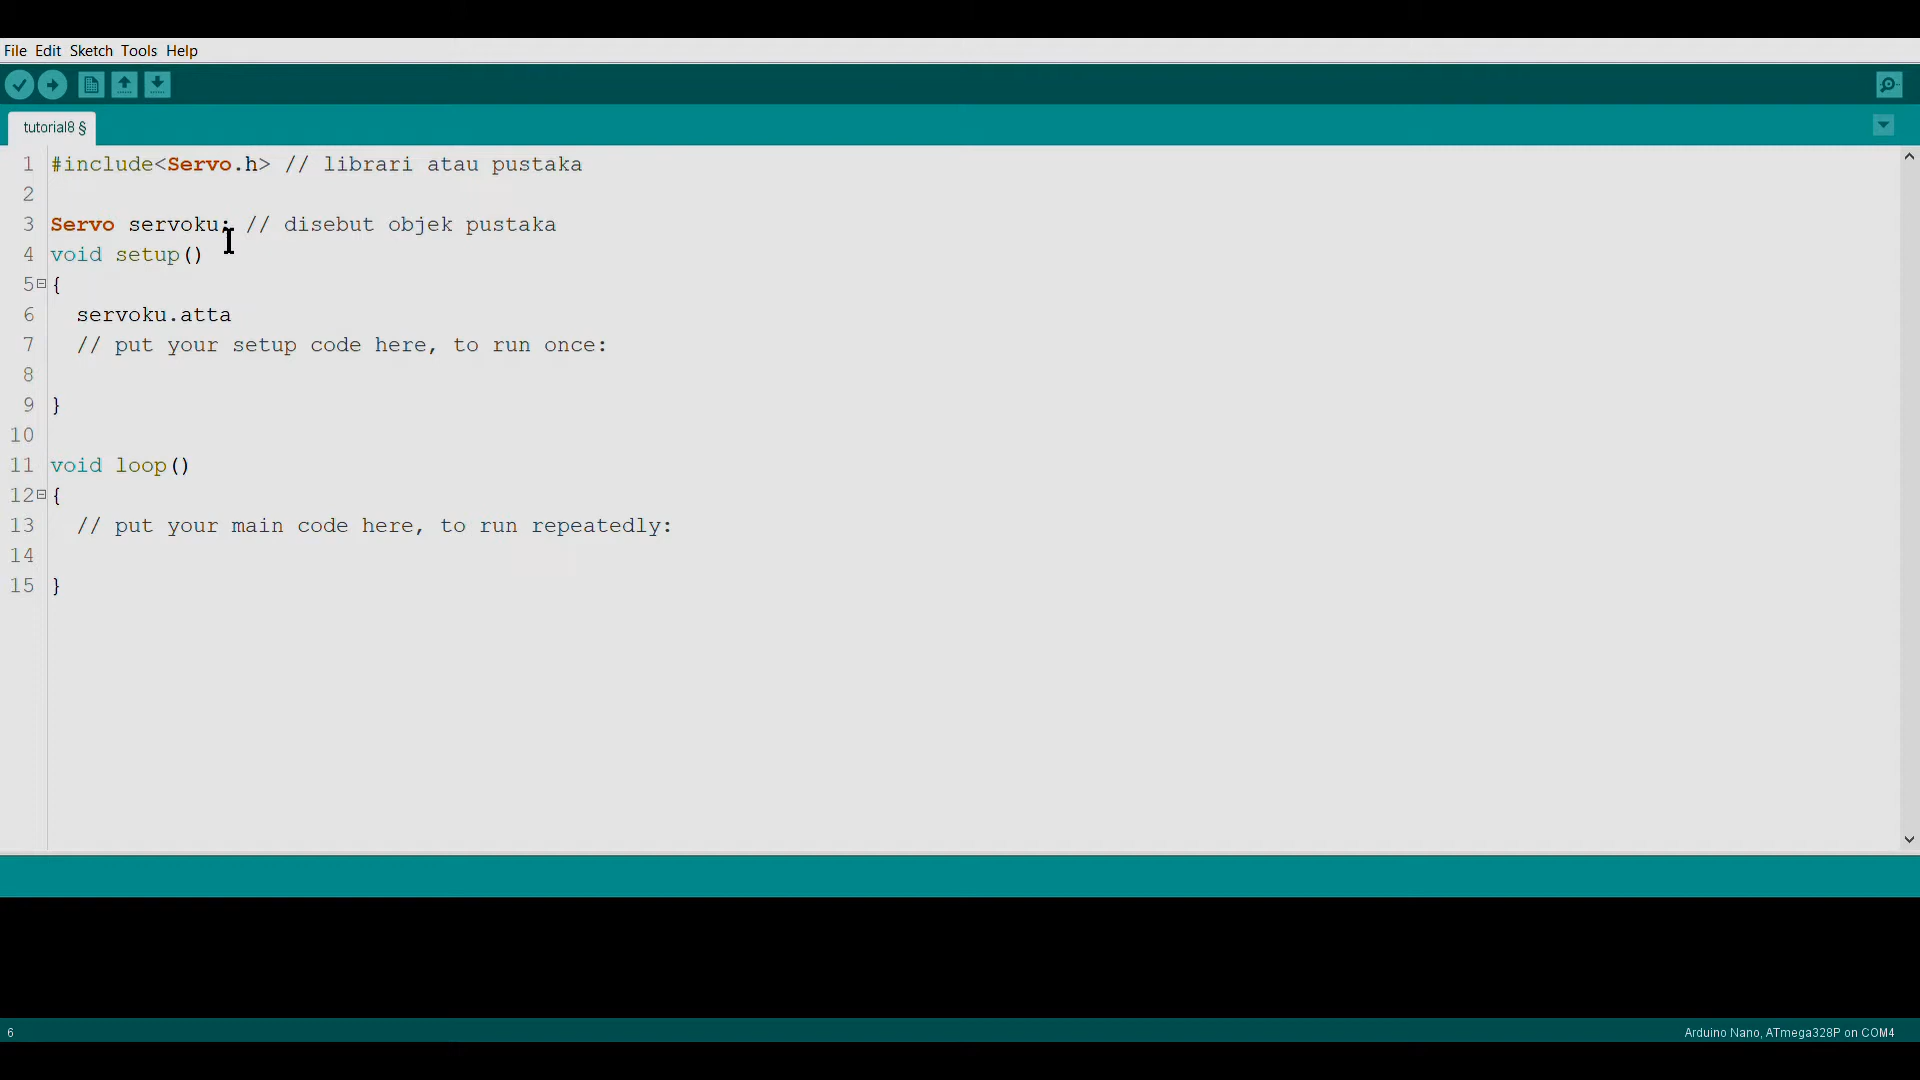 File Edit Sketch Tools Help
tutorial8 §
1 #include<Servo.h> // librari atau pustaka
2
3 Servo servoku; // disebut objek pustaka
4 void setup()
5 {
6 servoku.atta
7 // put your setup code here, to run once:
8
9 }
10
11 void loop()
12 {
13 // put your main code here, to run repeatedly:
14
15 }
6
Arduino Nano, ATmega328P on COM4